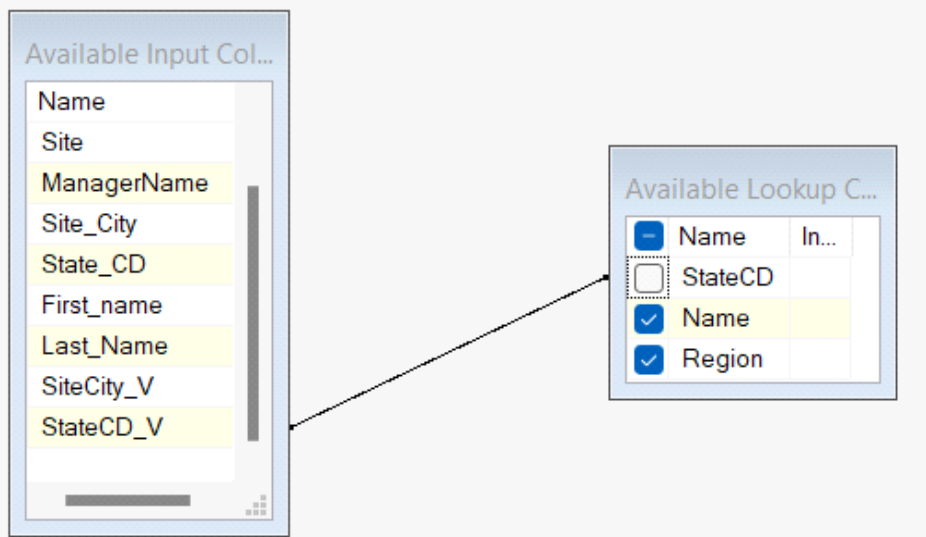 Available Input Col...
Name
Site
ManagerName
Site_City
State_CD
First_name
Last_Name
SiteCity_V
StateCD_V
Available Lookup C...
Name In...
StateCD
Name
Region